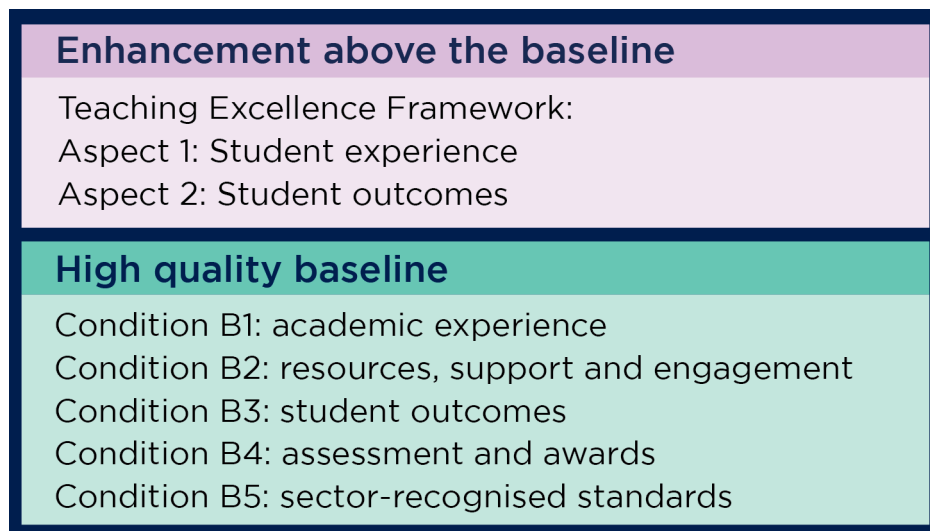 Enhancement above the baseline
Teaching Excellence Framework:
Aspect 1: Student experience
Aspect 2: Student outcomes
High quality baseline
Condition B1: academic experience
Condition B2: resources, support and engagement
Condition B3: student outcomes
Condition B4: assessment and awards
Condition B5: sector-recognised standards